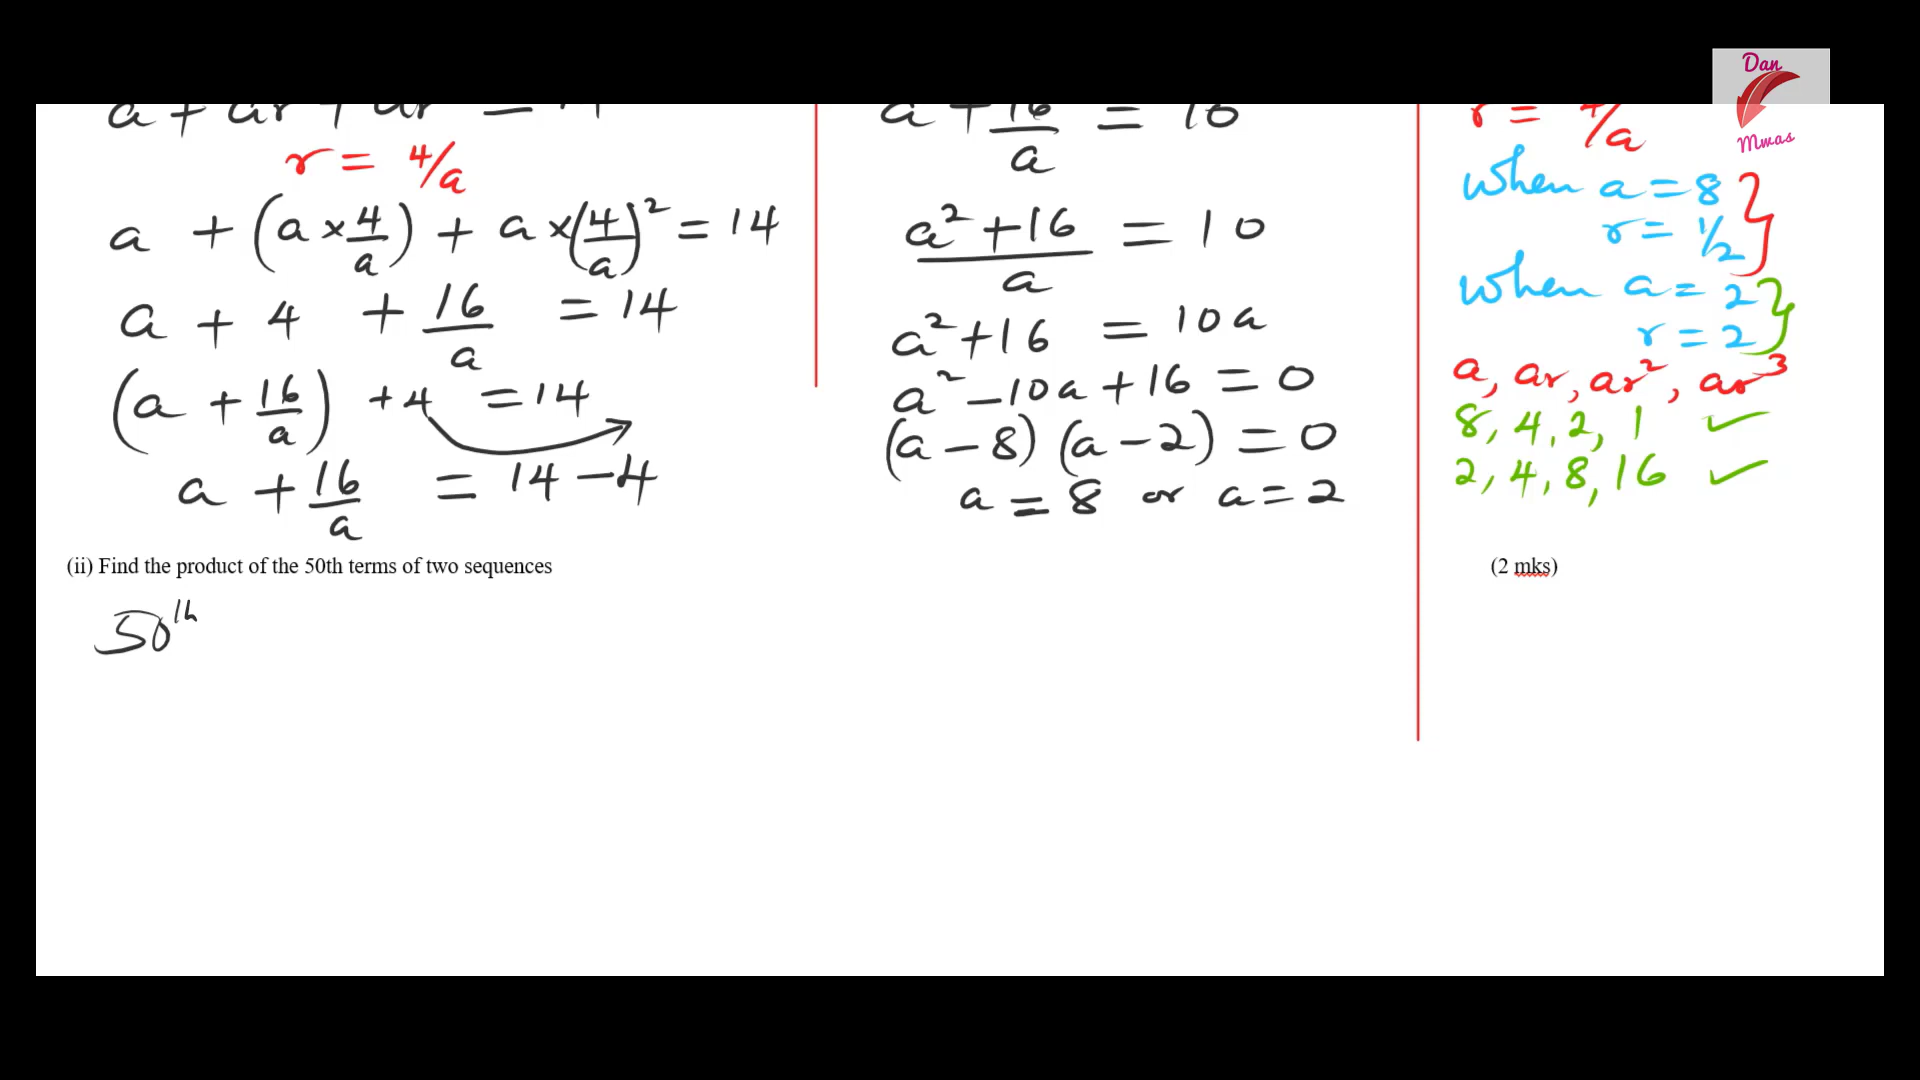 Dan
Mwas
r = 4/a
a + (a × 4/a) + a × (4/a)² = 14
a + 4 + 16/a = 14
(a + 16/a) + 4 = 14
a + 16/a = 14 - 4
a + 16/a = 10
(a² + 16)/a = 10
a² + 16 = 10a
a² - 10a + 16 = 0
(a - 8) (a - 2) = 0
a = 8 or a = 2
r = 4/a
when a = 8
r = 1/2
when a = 2
r = 2
a, ar, ar², ar³
8, 4, 2, 1 ✓
2, 4, 8, 16 ✓
(ii) Find the product of the 50th terms of two sequences (2 mks)
50th